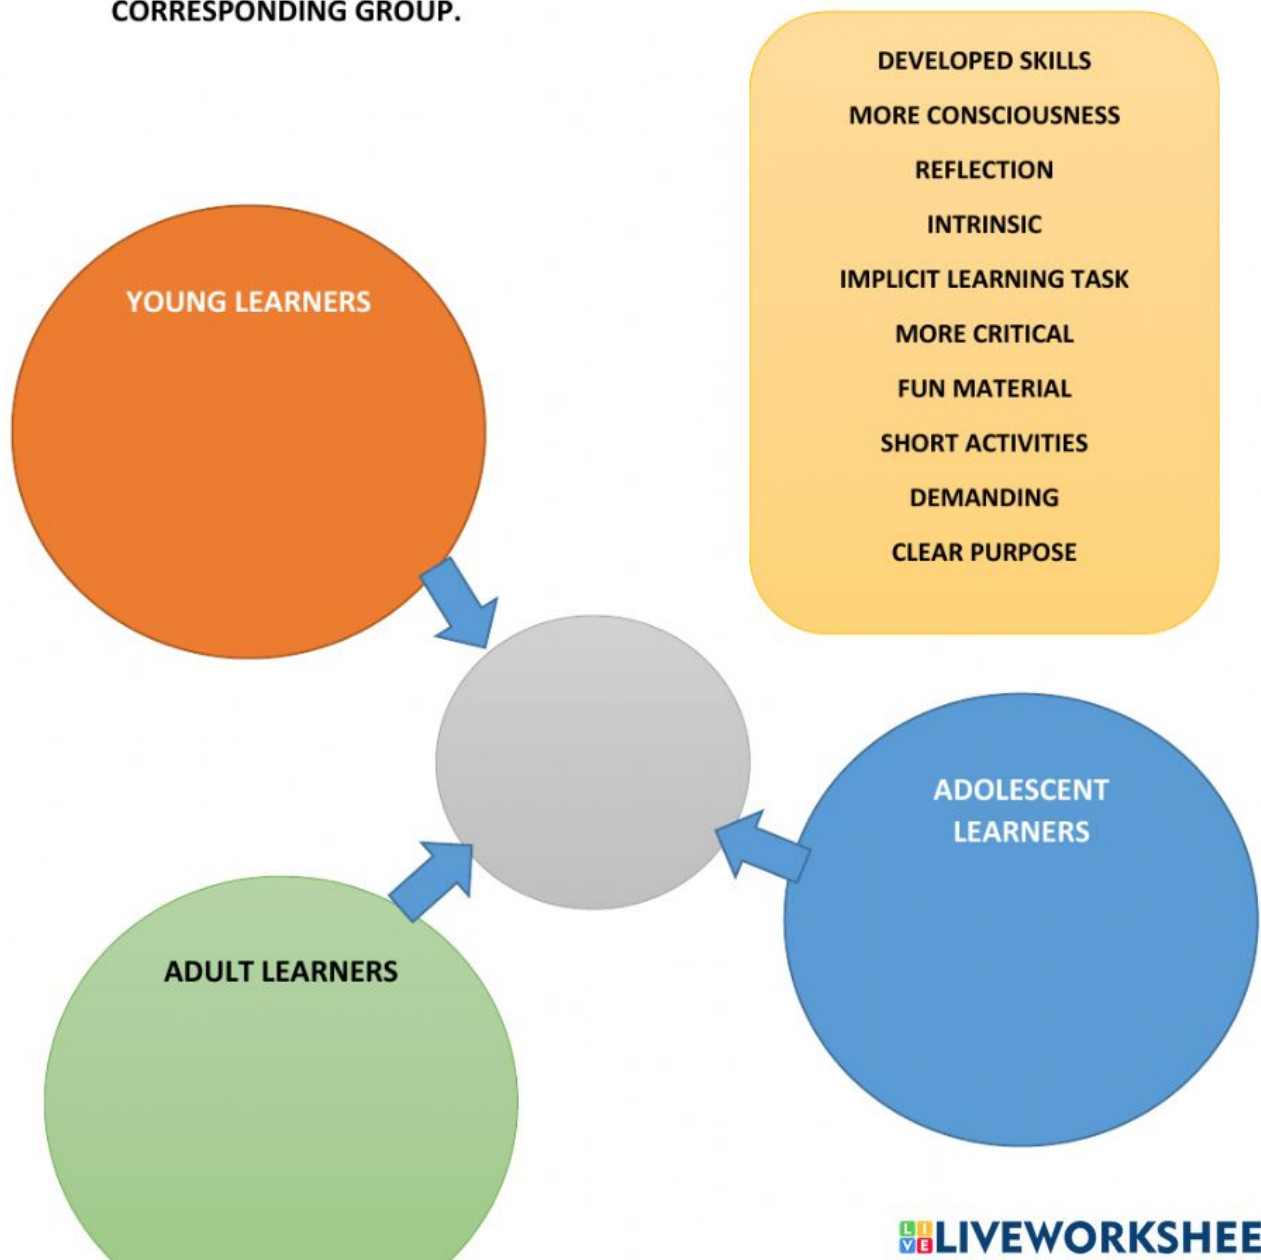 CORRESPONDING GROUP.
DEVELOPED SKILLS
MORE CONSCIOUSNESS
REFLECTION
INTRINSIC
IMPLICIT LEARNING TASK
MORE CRITICAL
FUN MATERIAL
SHORT ACTIVITIES
DEMANDING
CLEAR PURPOSE
YOUNG LEARNERS
ADOLESCENT
LEARNERS
ADULT LEARNERS
LIVE LIVEWORKSHEE